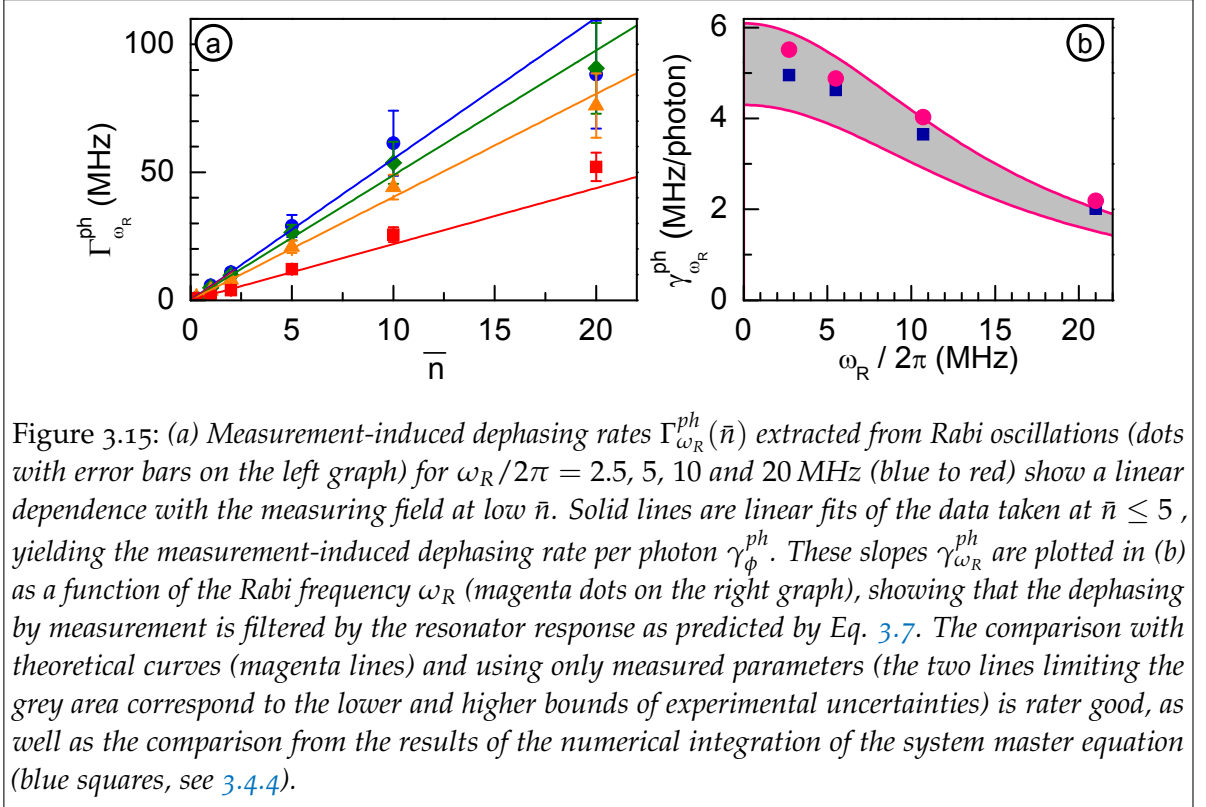 a
b
100
50
0
Γ^ph_ωR (MHz)
0 5 10 15 20
n̄
6
4
2
0
γ^ph_ωR (MHz/photon)
0 5 10 15 20
ω_R / 2π (MHz)
Figure 3.15: (a) Measurement-induced dephasing rates Γ^ph_ωR(n̄) extracted from Rabi oscillations (dots
with error bars on the left graph) for ω_R/2π = 2.5, 5, 10 and 20 MHz (blue to red) show a linear
dependence with the measuring field at low n̄. Solid lines are linear fits of the data taken at n̄ ≤ 5 ,
yielding the measurement-induced dephasing rate per photon γ^ph_ϕ. These slopes γ^ph_ωR are plotted in (b)
as a function of the Rabi frequency ω_R (magenta dots on the right graph), showing that the dephasing
by measurement is filtered by the resonator response as predicted by Eq. 3.7. The comparison with
theoretical curves (magenta lines) and using only measured parameters (the two lines limiting the
grey area correspond to the lower and higher bounds of experimental uncertainties) is rater good, as
well as the comparison from the results of the numerical integration of the system master equation
(blue squares, see 3.4.4).